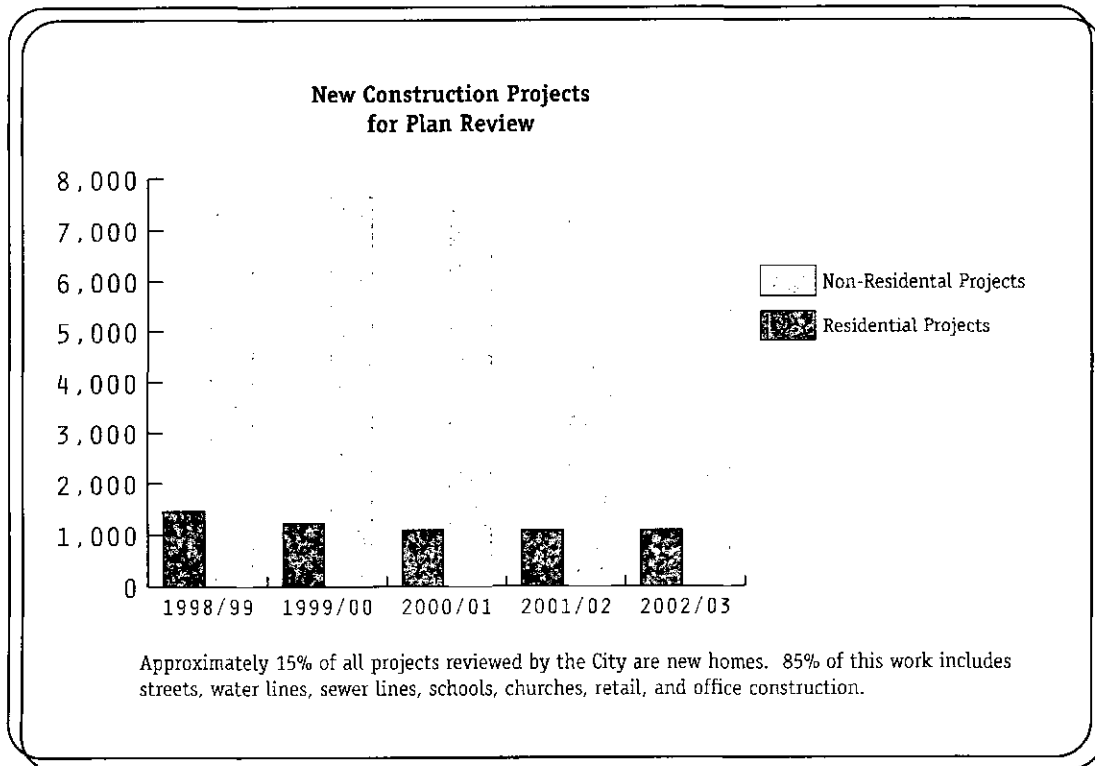 New Construction Projects
for Plan Review
8,000
7,000
6,000
5,000
4,000
3,000
2,000
1,000
0
1998/99 1999/00 2000/01 2001/02 2002/03
Non-Residental Projects
Residential Projects
Approximately 15% of all projects reviewed by the City are new homes. 85% of this work includes
streets, water lines, sewer lines, schools, churches, retail, and office construction.